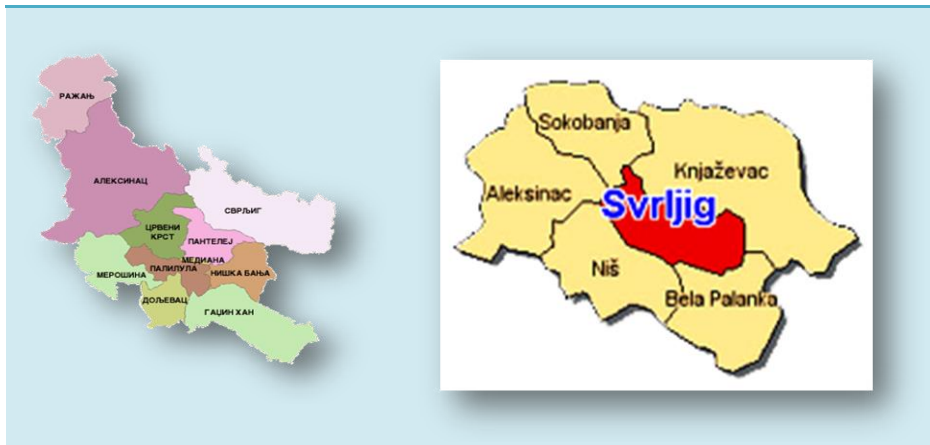 РАЖАЊ
АЛЕКСИНАЦ
СВРЉИГ
ЦРВЕНИ
КРСТ
ПАНТЕЛЕЈ
МЕДИАНА
ПАЛИЛУЛА
НИШКА БАЊА
МЕРОШИНА
ДОЉЕВАЦ
ГАЏИН ХАН
Sokobanja
Knjaževac
Aleksinac
Svrljig
Niš
Bela Palanka